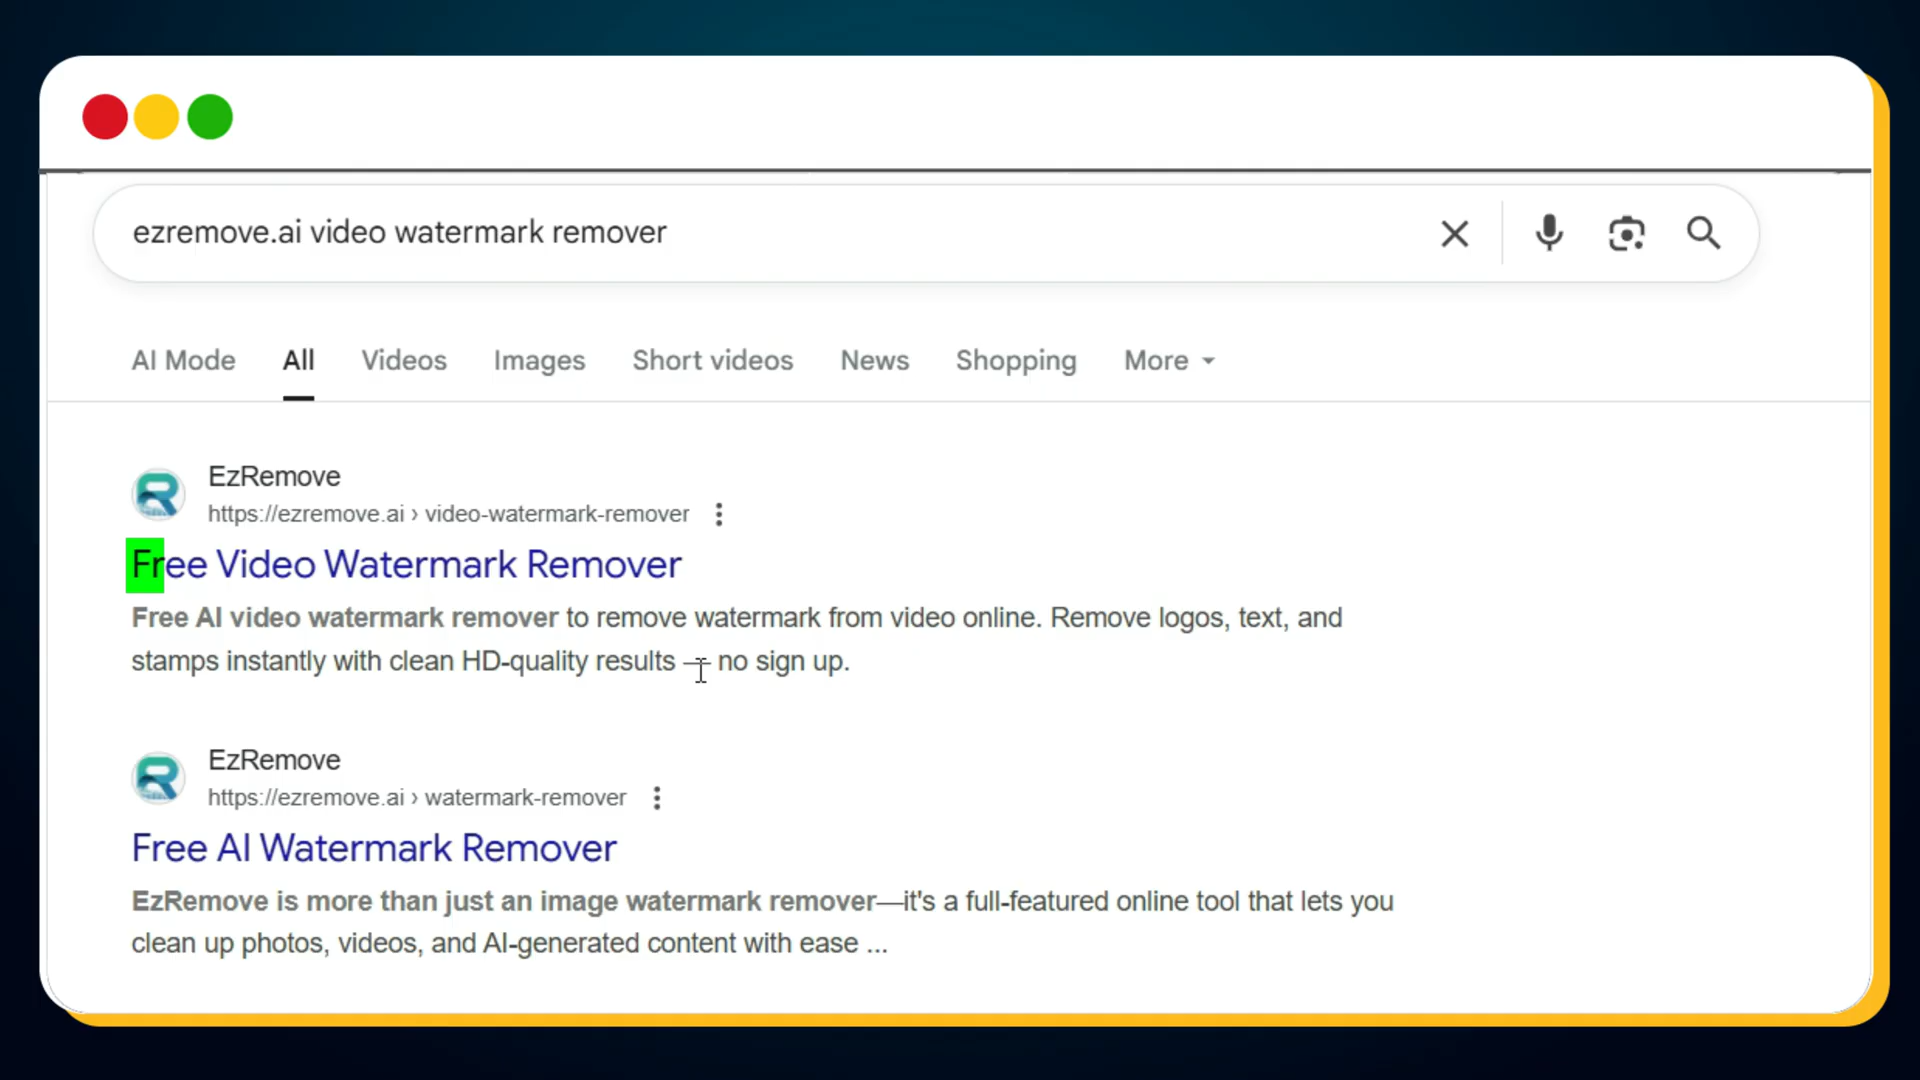 ezremove.ai video watermark remover
AI Mode All Videos Images Short videos News Shopping More
EzRemove
https://ezremove.ai › video-watermark-remover
Free Video Watermark Remover
Free AI video watermark remover to remove watermark from video online. Remove logos, text, and
stamps instantly with clean HD-quality results — no sign up.
EzRemove
https://ezremove.ai › watermark-remover
Free AI Watermark Remover
EzRemove is more than just an image watermark remover—it's a full-featured online tool that lets you
clean up photos, videos, and AI-generated content with ease ...